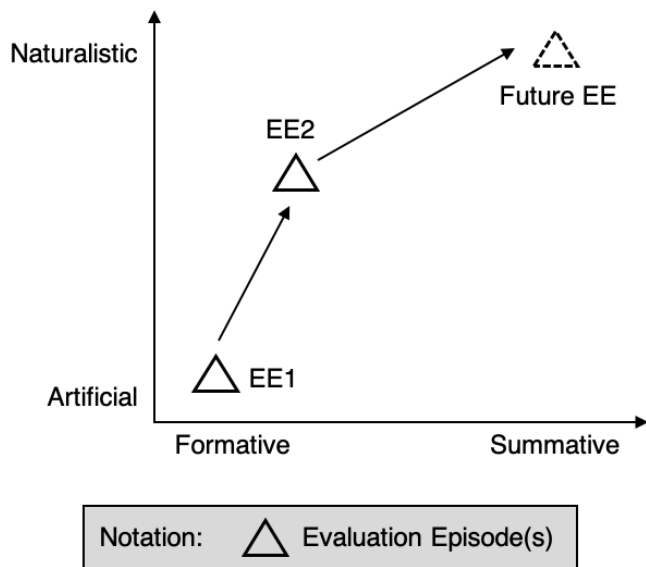 Naturalistic
Future EE
EE2
EE1
Artificial
Formative Summative
Notation: Evaluation Episode(s)